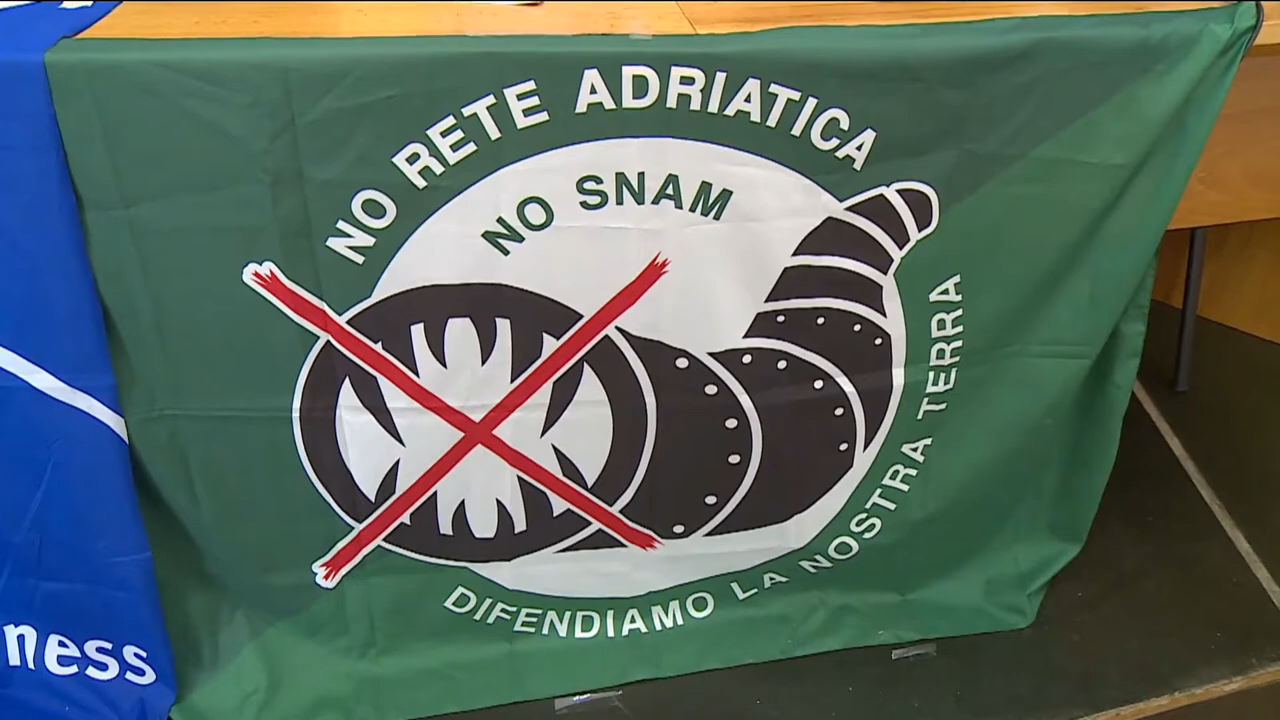 NO RETE ADRIATICA
NO SNAM
DIFENDIAMO LA NOSTRA TERRA
ness